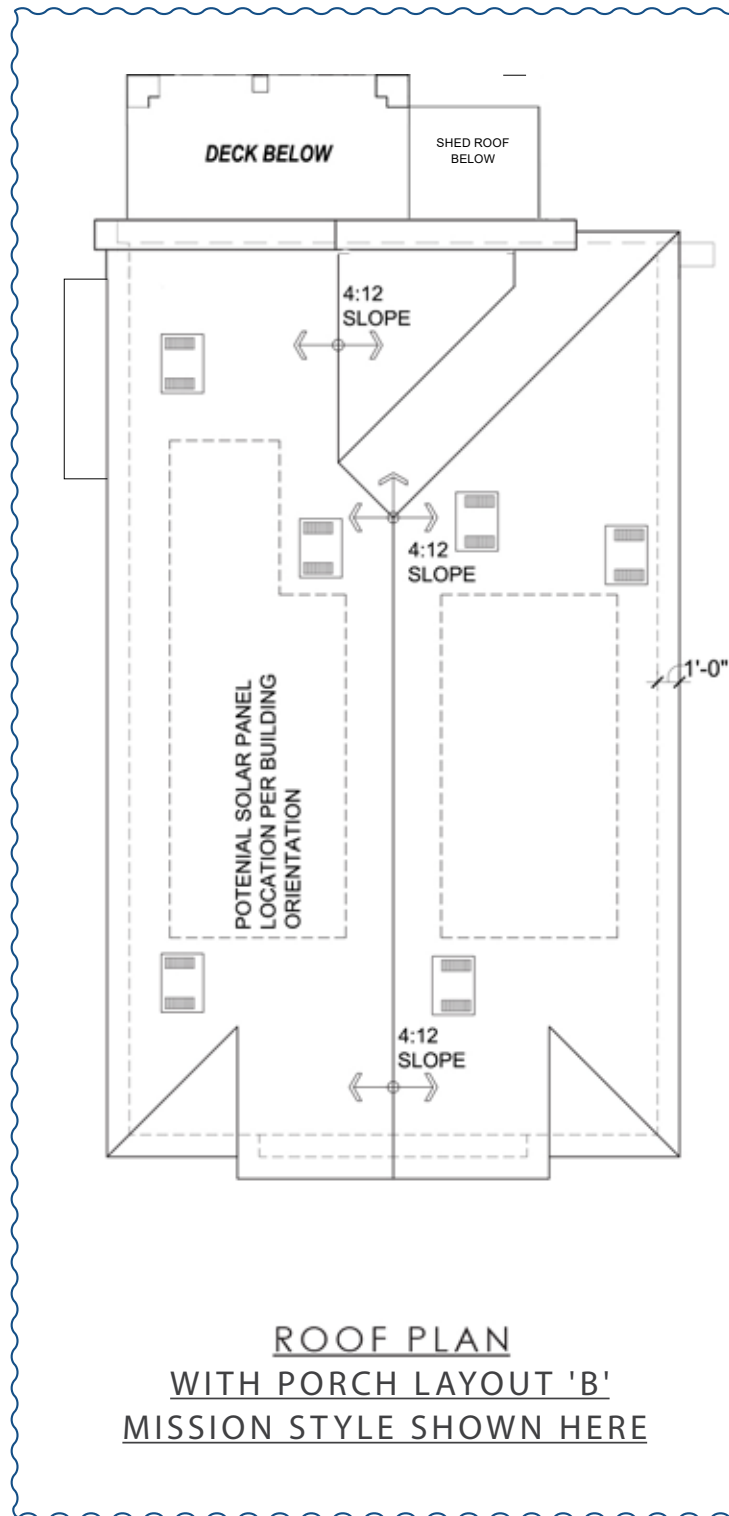 DECK BELOW
SHED ROOF
BELOW
4:12
SLOPE
4:12
SLOPE
1'-0"
POTENIAL SOLAR PANEL
LOCATION PER BUILDING
ORIENTATION
4:12
SLOPE
ROOF PLAN
WITH PORCH LAYOUT 'B'
MISSION STYLE SHOWN HERE